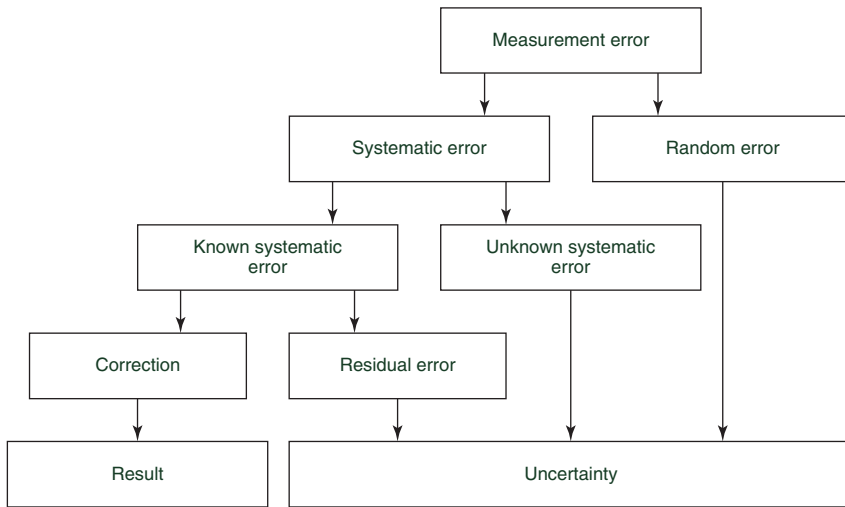 Measurement error
Systematic error
Random error
Known systematic
error
Unknown systematic
error
Correction
Residual error
Result
Uncertainty